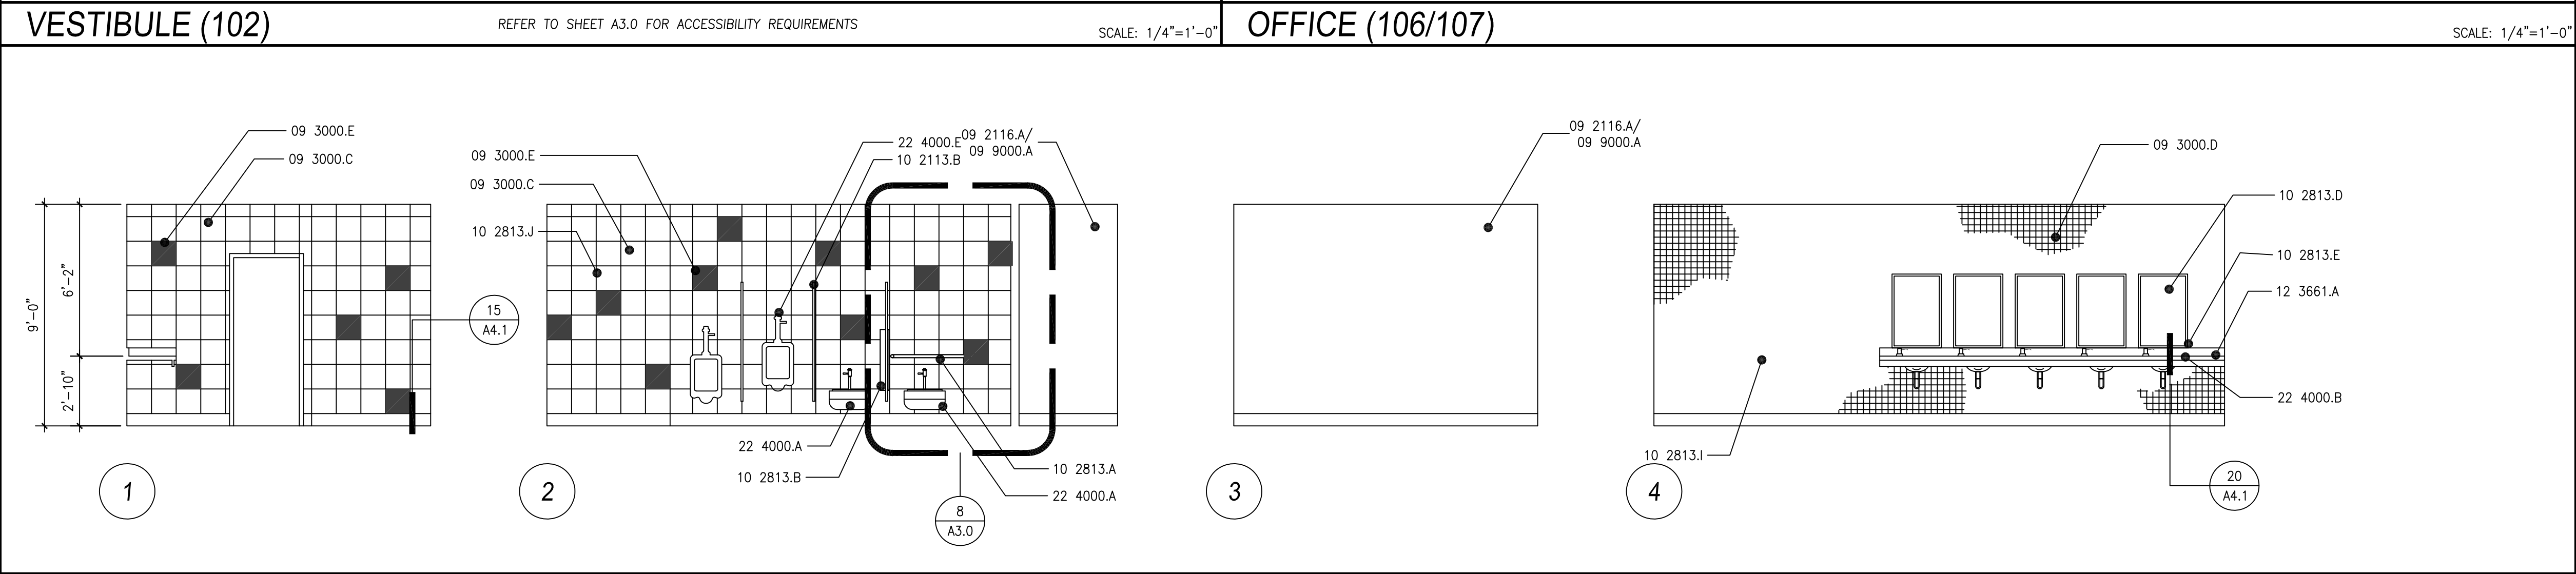 VESTIBULE (102)
REFER TO SHEET A3.0 FOR ACCESSIBILITY REQUIREMENTS
SCALE: 1/4"=1'-0"
OFFICE (106/107)
SCALE: 1/4"=1'-0"
09 3000.E
09 3000.C
9'-0"
6'-2"
2'-10"
15
A4.1
1
09 3000.E
09 3000.C
10 2813.J
22 4000.E
10 2113.B
09 2116.A/
09 9000.A
22 4000.A
10 2813.B
10 2813.A
22 4000.A
8
A3.0
2
09 2116.A/
09 9000.A
3
09 3000.D
10 2813.D
10 2813.E
12 3661.A
22 4000.B
10 2813.I
20
A4.1
4